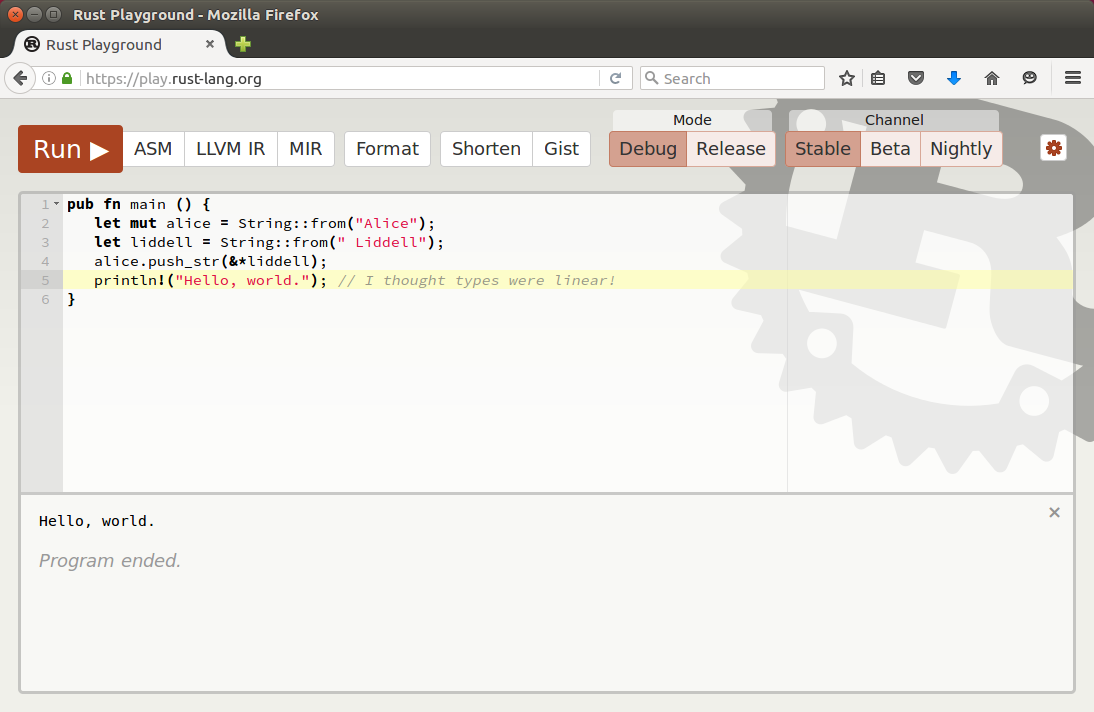 Rust Playground - Mozilla Firefox
Rust Playground
https://play.rust-lang.org
Search
Mode
Channel
Run ▶ ASM LLVM IR MIR Format Shorten Gist Debug Release Stable Beta Nightly
1 pub fn main () {
2 let mut alice = String::from("Alice");
3 let liddell = String::from(" Liddell");
4 alice.push_str(&*liddell);
5 println!("Hello, world."); // I thought types were linear!
6 }
Hello, world.
Program ended.